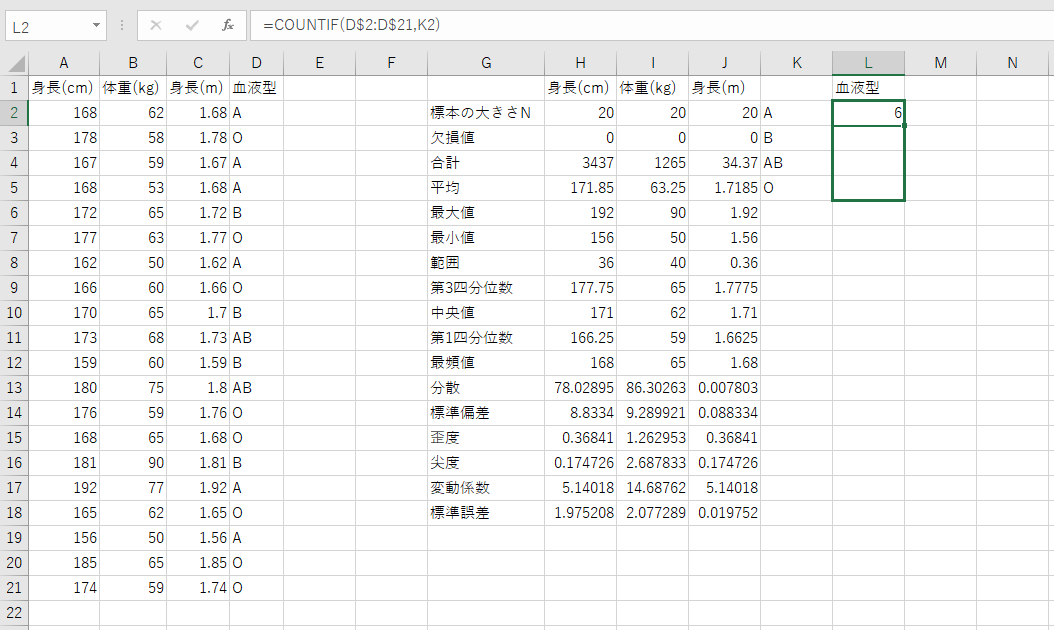 L2 fx =COUNTIF(D$2:D$21,K2)
A B C D E F G H I J K L M N
1 身長(cm) 体重(kg) 身長(m) 血液型 身長(cm) 体重(kg) 身長(m) 血液型
2 168 62 1.68 A 標本の大きさN 20 20 20 A 6
3 178 58 1.78 O 欠損値 0 0 0 B
4 167 59 1.67 A 合計 3437 1265 34.37 AB
5 168 53 1.68 A 平均 171.85 63.25 1.7185 O
6 172 65 1.72 B 最大値 192 90 1.92
7 177 63 1.77 O 最小値 156 50 1.56
8 162 50 1.62 A 範囲 36 40 0.36
9 166 60 1.66 O 第3四分位数 177.75 65 1.7775
10 170 65 1.7 B 中央値 171 62 1.71
11 173 68 1.73 AB 第1四分位数 166.25 59 1.6625
12 159 60 1.59 B 最頻値 168 65 1.68
13 180 75 1.8 AB 分散 78.02895 86.30263 0.007803
14 176 59 1.76 O 標準偏差 8.8334 9.289921 0.088334
15 168 65 1.68 O 歪度 0.36841 1.262953 0.36841
16 181 90 1.81 B 尖度 0.174726 2.687833 0.174726
17 192 77 1.92 A 変動係数 5.14018 14.68762 5.14018
18 165 62 1.65 O 標準誤差 1.975208 2.077289 0.019752
19 156 50 1.56 A
20 185 65 1.85 O
21 174 59 1.74 O
22